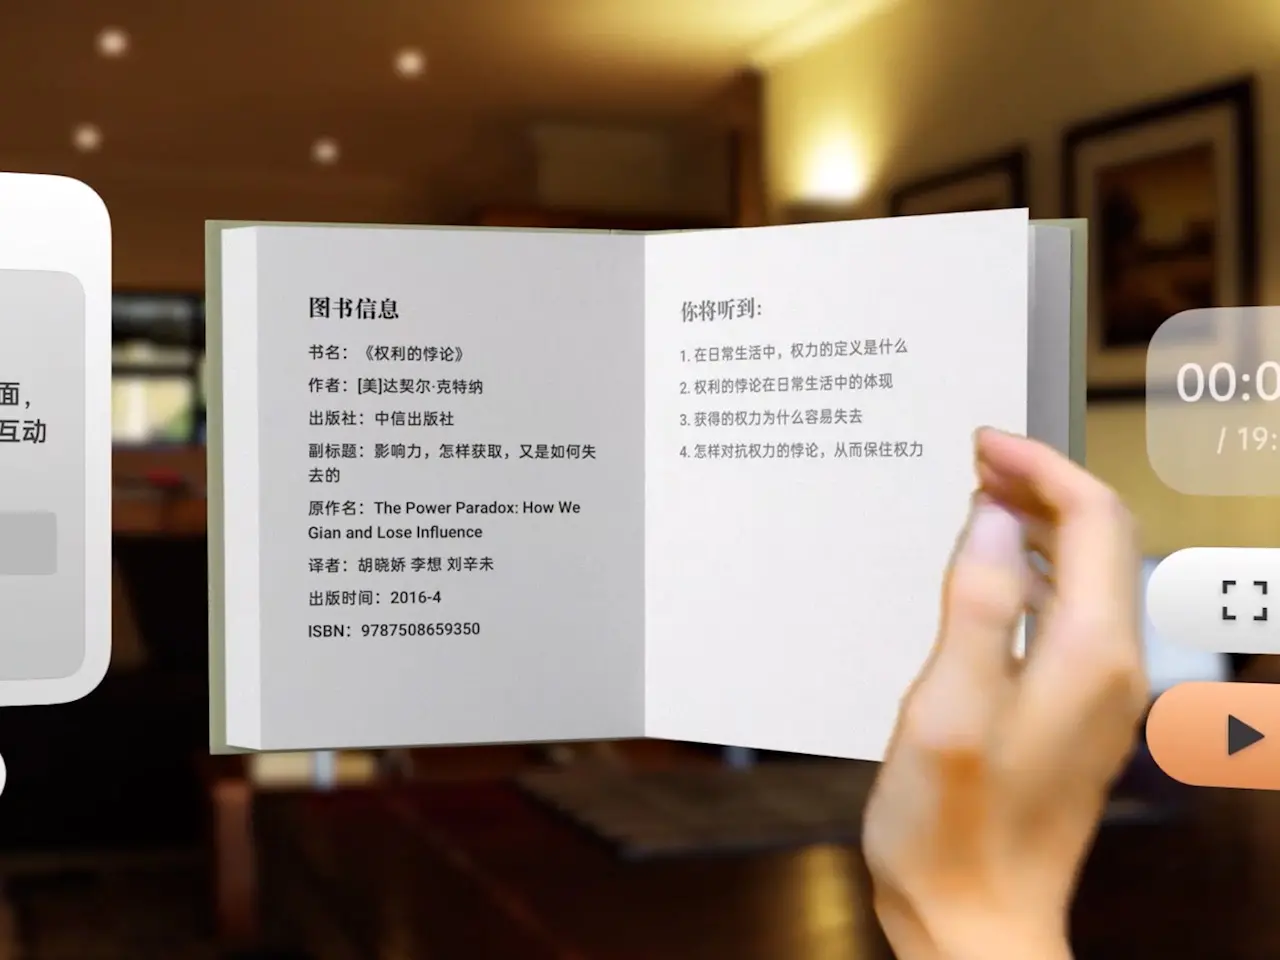 面，
互动
图书信息
书名：《权利的悖论》
作者：[美]达契尔·克特纳
出版社：中信出版社
副标题：影响力，怎样获取，又是如何失
去的
原作名：The Power Paradox: How We
Gian and Lose Influence
译者：胡晓娇 李想 刘辛未
出版时间：2016-4
ISBN：9787508659350
你将听到:
1. 在日常生活中，权力的定义是什么
2. 权利的悖论在日常生活中的体现
3. 获得的权力为什么容易失去
4. 怎样对抗权力的悖论，从而保住权力
00:0
/ 19: